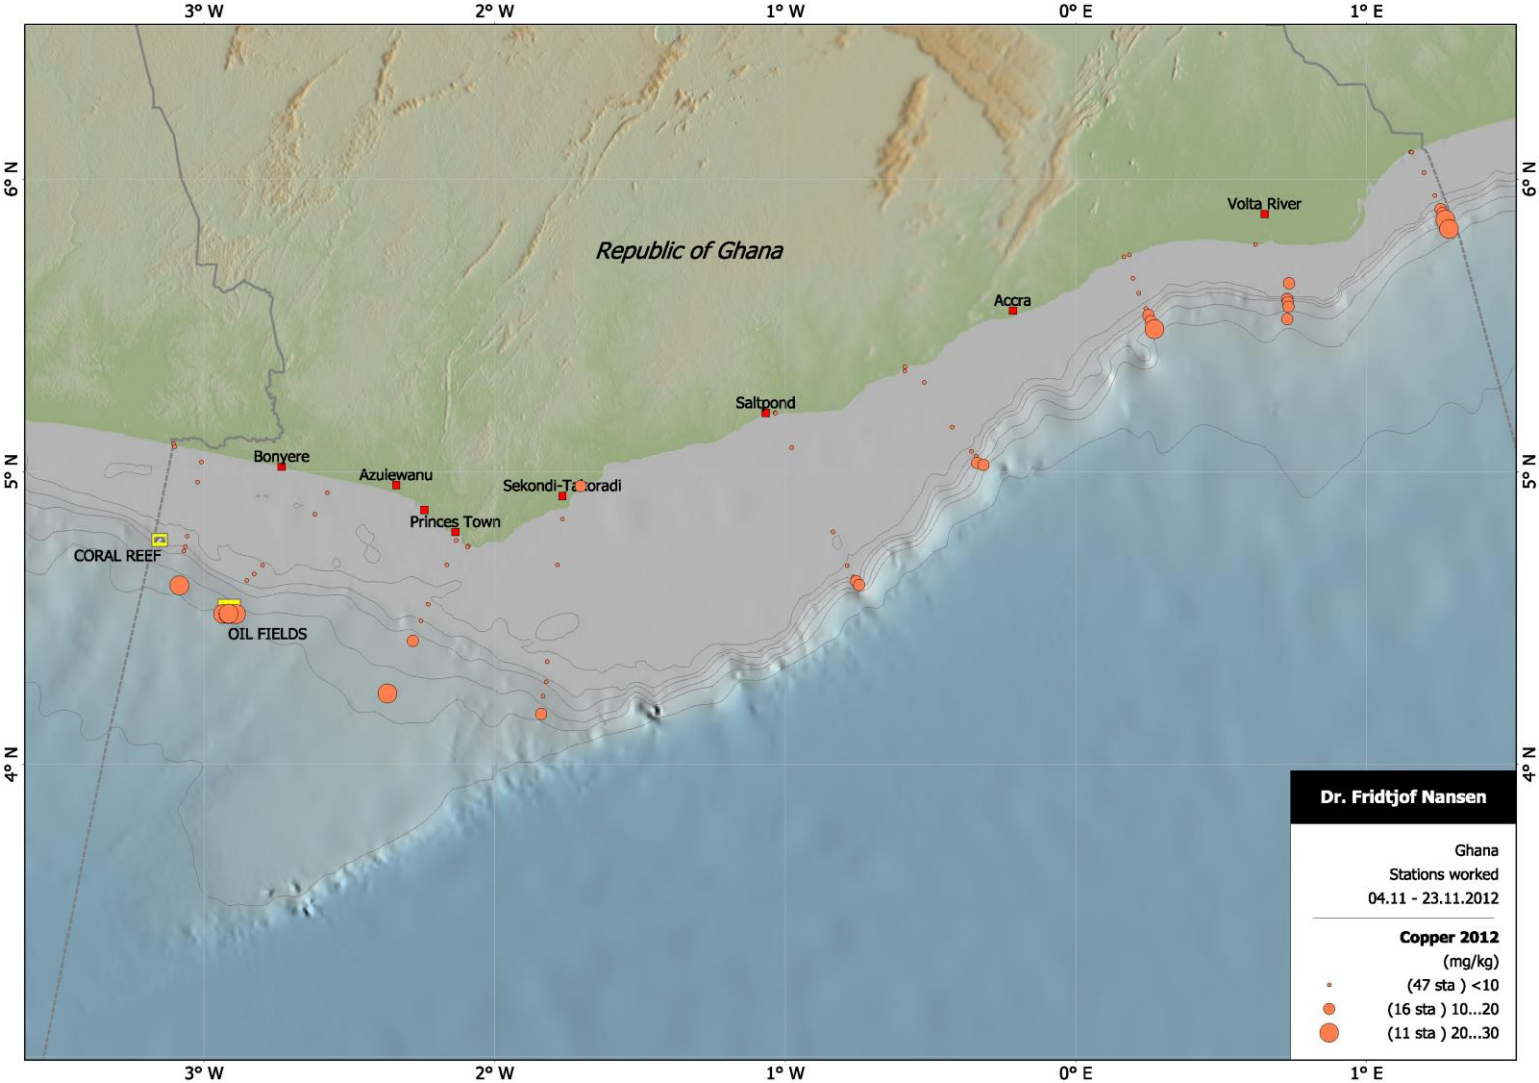 3° W 2° W 1° W 0° E 1° E
6° N 6° N
Volta River
Republic of Ghana
Accra
Saltpond
5° N 5° N
Bonyere
Azulewanu
Sekondi-Takoradi
Princes Town
CORAL REEF
OIL FIELDS
4° N 4° N
Dr. Fridtjof Nansen
Ghana
Stations worked
04.11 - 23.11.2012
Copper 2012
(mg/kg)
(47 sta ) <10
(16 sta ) 10...20
(11 sta ) 20...30
3° W 2° W 1° W 0° E 1° E